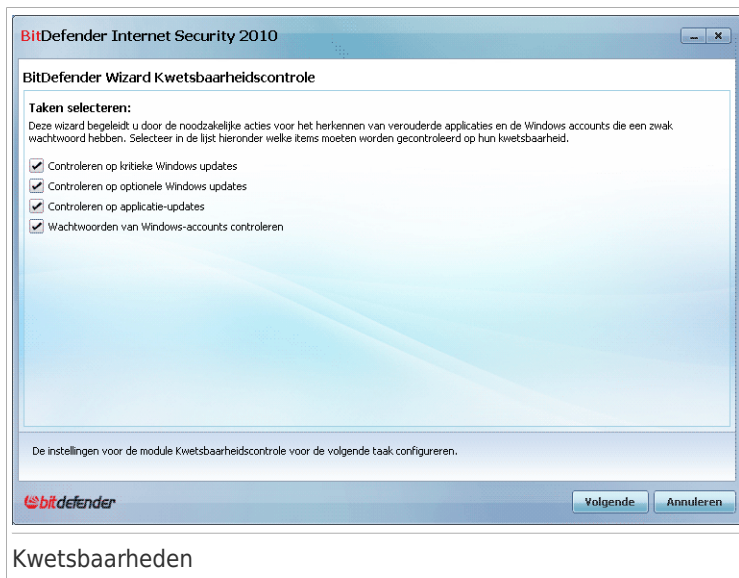 BitDefender Internet Security 2010
BitDefender Wizard Kwetsbaarheidscontrole
Taken selecteren:
Deze wizard begeleidt u door de noodzakelijke acties voor het herkennen van verouderde applicaties en de Windows accounts die een zwak
wachtwoord hebben. Selecteer in de lijst hieronder welke items moeten worden gecontroleerd op hun kwetsbaarheid.
Controleren op kritieke Windows updates
Controleren op optionele Windows updates
Controleren op applicatie-updates
Wachtwoorden van Windows-accounts controleren
De instellingen voor de module Kwetsbaarheidscontrole voor de volgende taak configureren.
bitdefender
Volgende
Annuleren
Kwetsbaarheden